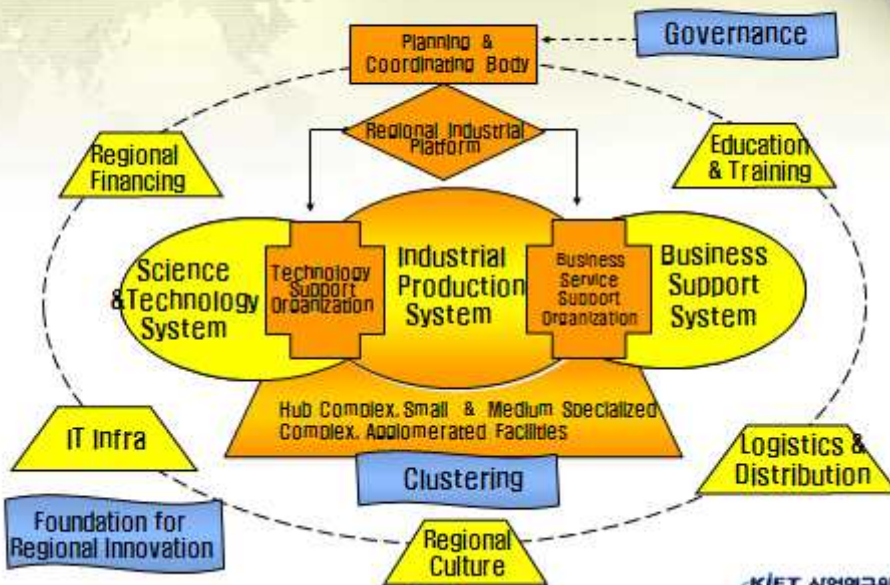 Governance
Planning &
Coordinating Body
Regional Industrial
Platform
Regional
Financing
Education
& Training
Science
&Technology
System
Technology
Support
Organization
Industrial
Production
System
Business
Service
Support
Organization
Business
Support
System
Hub Complex, Small & Medium Specialized
Complex, Agglomerated Facilities
IT Infra
Clustering
Logistics &
Distribution
Foundation for
Regional Innovation
Regional
Culture
KIET